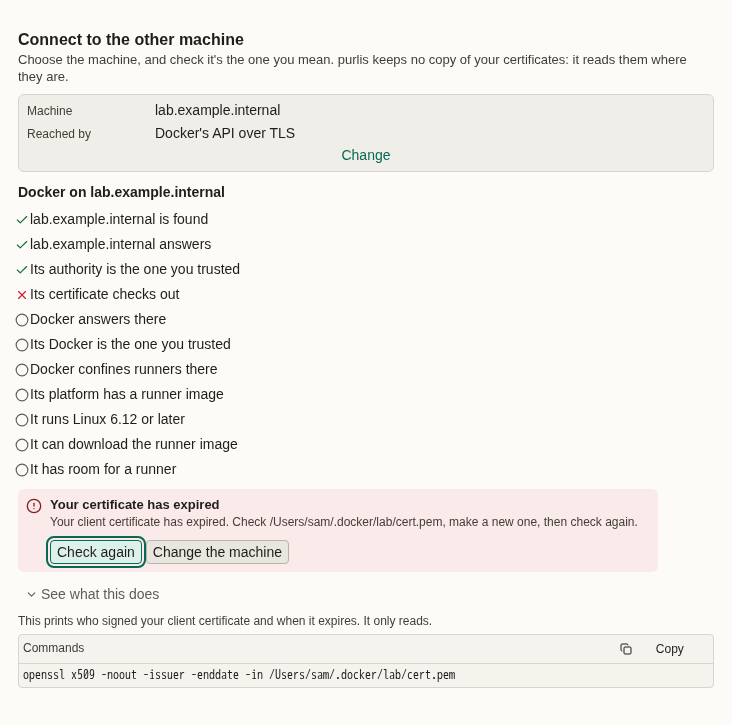 Connect to the other machine
Choose the machine, and check it's the one you mean. purlis keeps no copy of your certificates: it reads them where
they are.
Machine lab.example.internal
Reached by Docker's API over TLS
Change
Docker on lab.example.internal
lab.example.internal is found
lab.example.internal answers
Its authority is the one you trusted
Its certificate checks out
Docker answers there
Its Docker is the one you trusted
Docker confines runners there
Its platform has a runner image
It runs Linux 6.12 or later
It can download the runner image
It has room for a runner
Your certificate has expired
Your client certificate has expired. Check /Users/sam/.docker/lab/cert.pem, make a new one, then check again.
Check again Change the machine
See what this does
This prints who signed your client certificate and when it expires. It only reads.
Commands Copy
openssl x509 -noout -issuer -enddate -in /Users/sam/.docker/lab/cert.pem